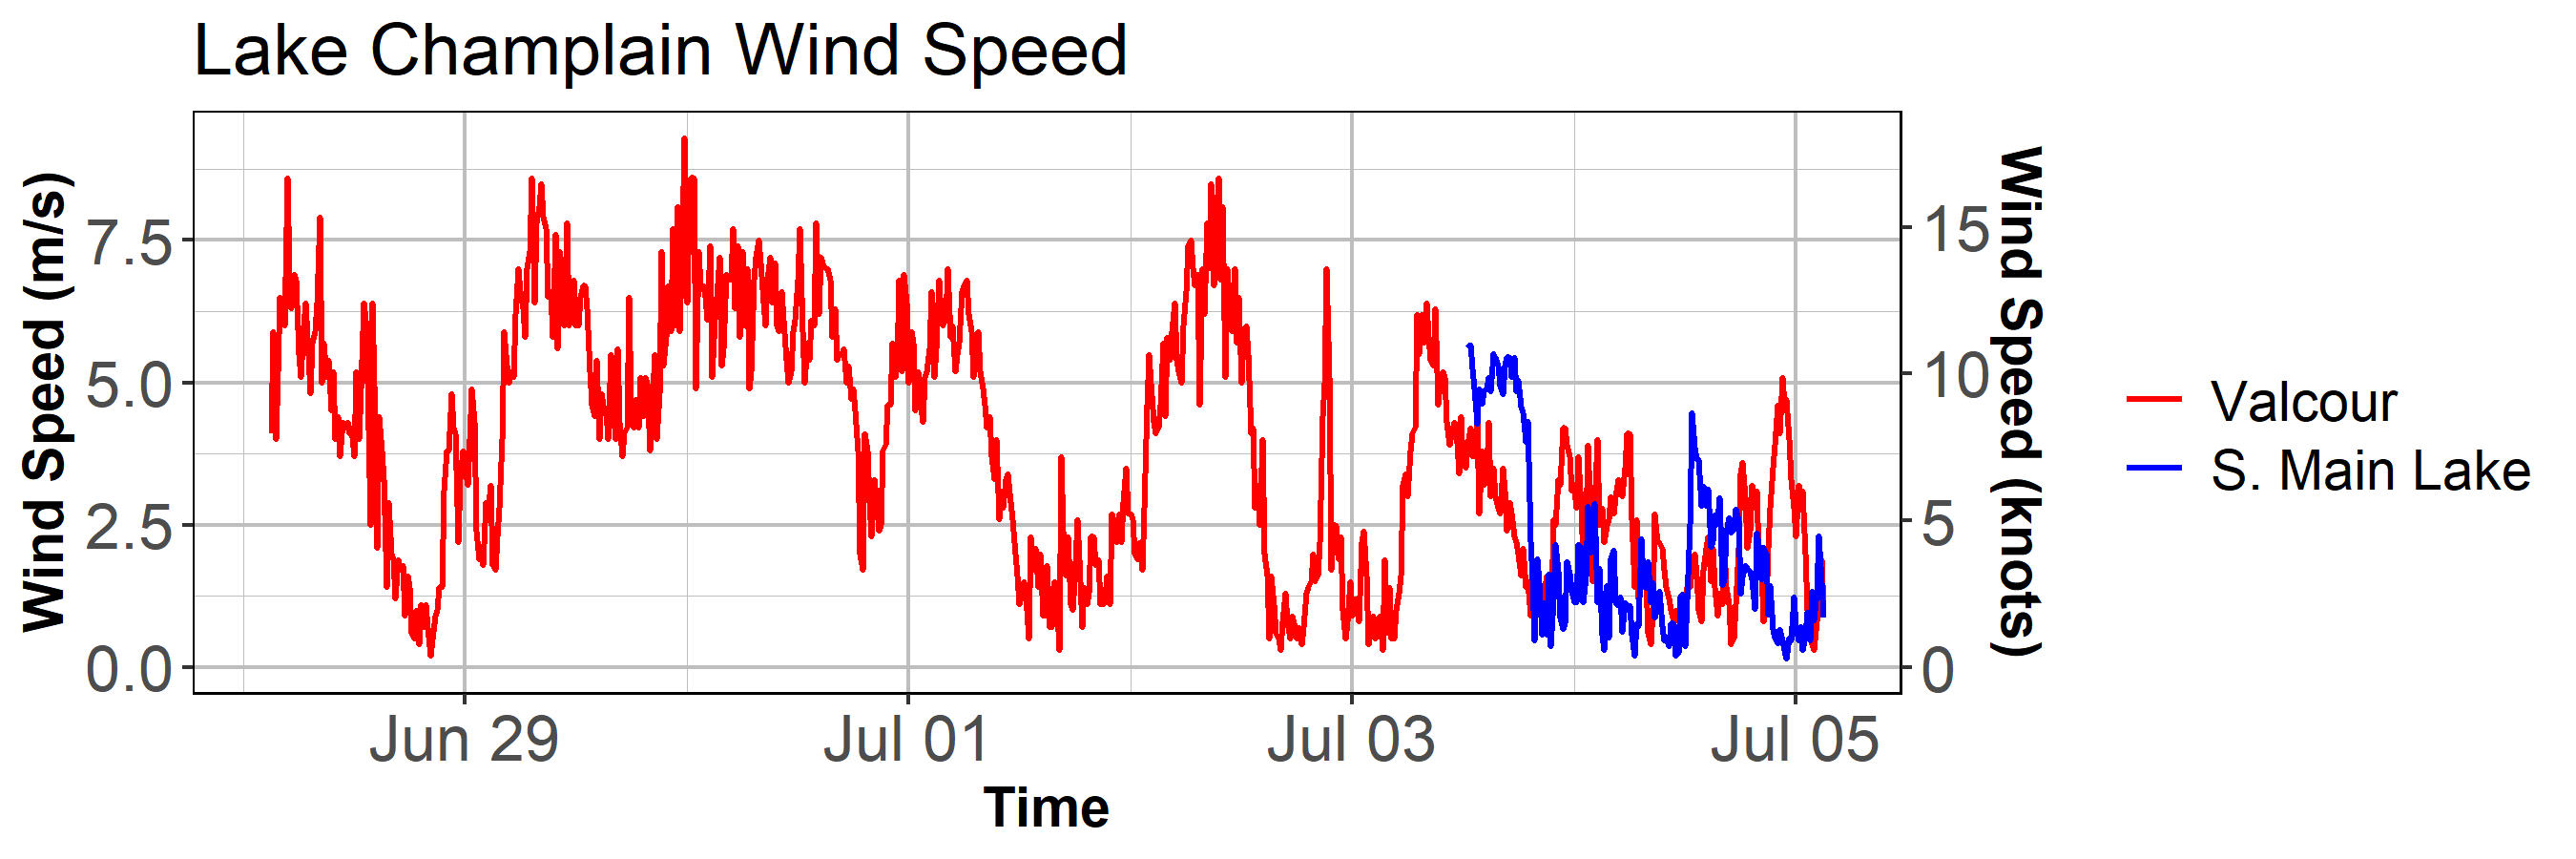 Lake Champlain Wind Speed
Wind Speed (m/s)
7.5
5.0
2.5
0.0
15
10
5
0
Wind Speed (knots)
Jun 29
Jul 01
Jul 03
Jul 05
Time
Valcour
S. Main Lake